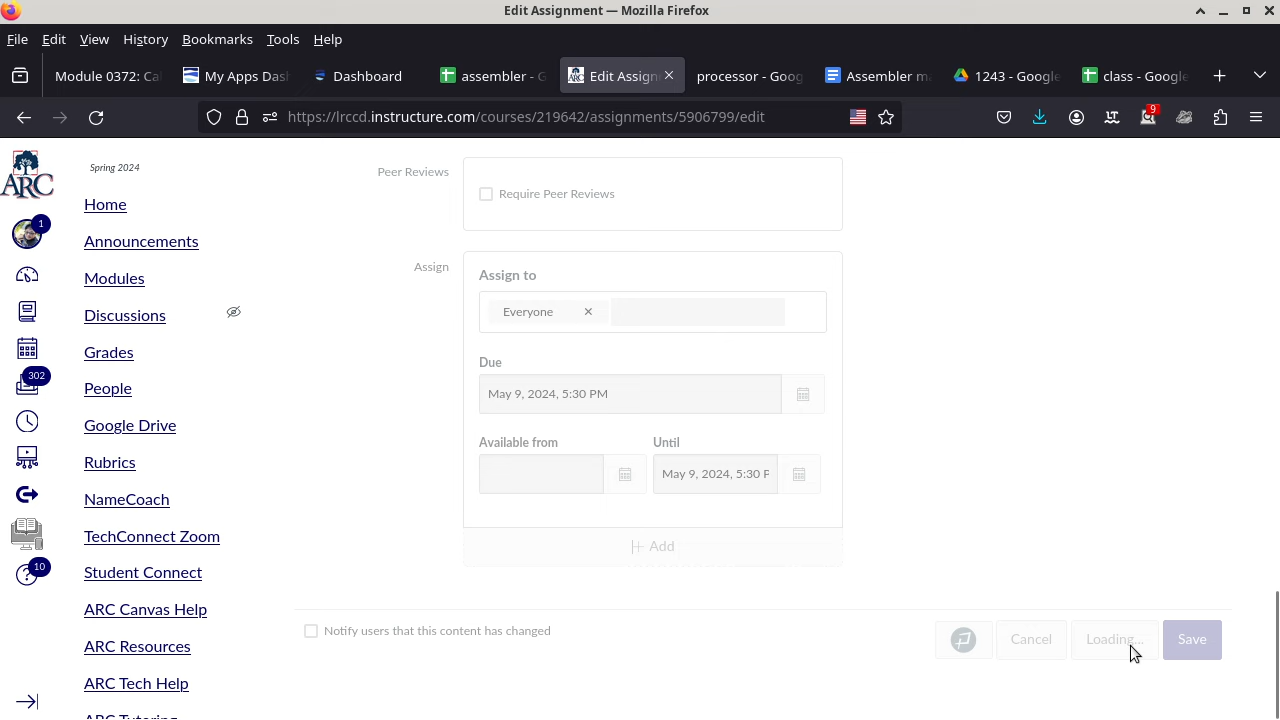 Edit Assignment — Mozilla Firefox
File Edit View History Bookmarks Tools Help
Module 0372: Cal My Apps Dash Dashboard assembler - G Edit Assign processor - Goog Assembler m 1243 - Google class - Google
https://lrccd.instructure.com/courses/219642/assignments/5906799/edit 9
ARC
Spring 2024
Home
1
Announcements
Modules
Discussions
Grades
302
People
Google Drive
Rubrics
NameCoach
TechConnect Zoom
10
Student Connect
ARC Canvas Help
ARC Resources
ARC Tech Help
ARC Tutoring
Peer Reviews
Require Peer Reviews
Assign
Assign to
Everyone
Due
May 9, 2024, 5:30 PM
Available from Until
May 9, 2024, 5:30 P
Add
Notify users that this content has changed
Cancel Loading... Save